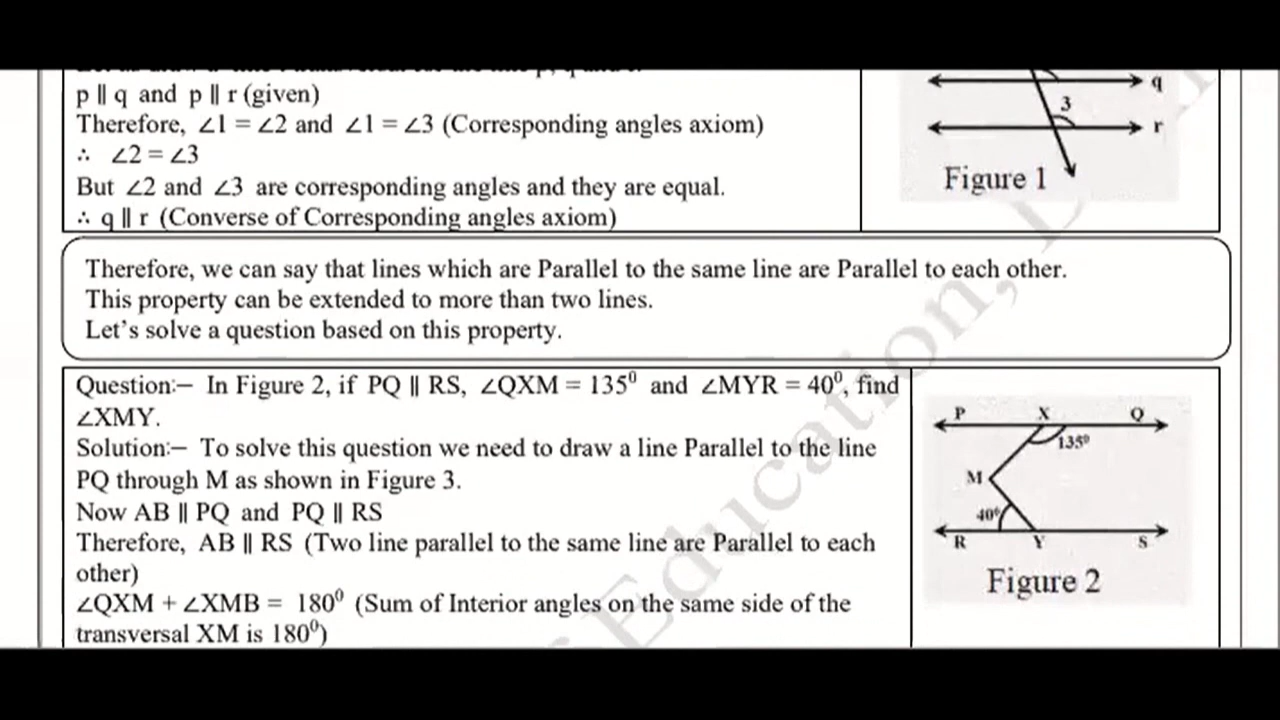 p ∥ q and p ∥ r (given)
Therefore, ∠1 = ∠2 and ∠1 = ∠3 (Corresponding angles axiom)
∴ ∠2 = ∠3
But ∠2 and ∠3 are corresponding angles and they are equal.
∴ q ∥ r (Converse of Corresponding angles axiom)
q
3
r
Figure 1
Therefore, we can say that lines which are Parallel to the same line are Parallel to each other.
This property can be extended to more than two lines.
Let's solve a question based on this property.
Question:– In Figure 2, if PQ ∥ RS, ∠QXM = 135⁰ and ∠MYR = 40⁰, find
∠XMY.
Solution:– To solve this question we need to draw a line Parallel to the line
PQ through M as shown in Figure 3.
Now AB ∥ PQ and PQ ∥ RS
Therefore, AB ∥ RS (Two line parallel to the same line are Parallel to each
other)
∠QXM + ∠XMB = 180⁰ (Sum of Interior angles on the same side of the
transversal XM is 180⁰)
P X Q
135⁰
M
40⁰
R Y S
Figure 2
Education,